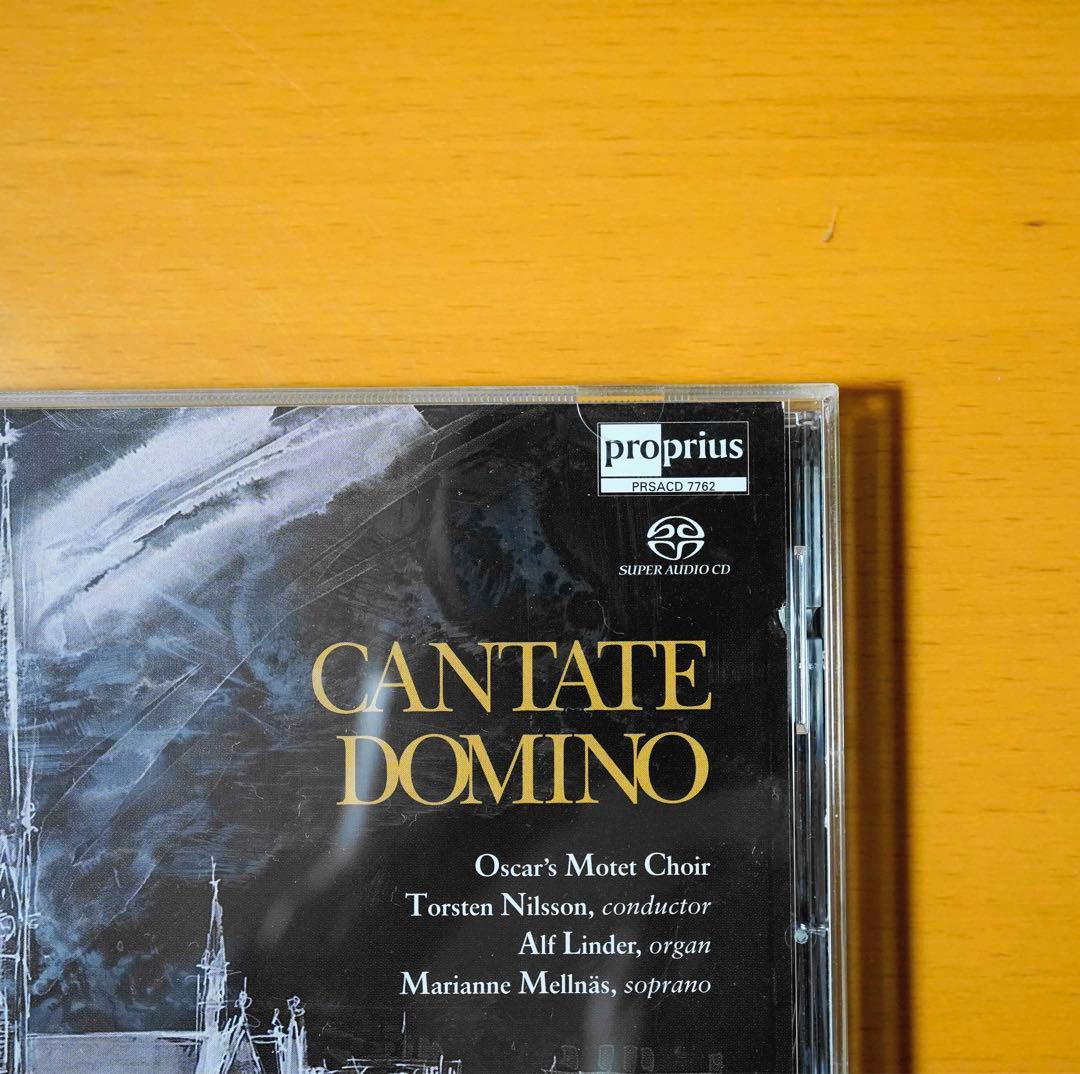 proprius
PRSACD 7762
SUPER AUDIO CD
CANTATE
DOMINO
Oscar's Motet Choir
Torsten Nilsson, conductor
Alf Linder, organ
Marianne Mellnäs, soprano